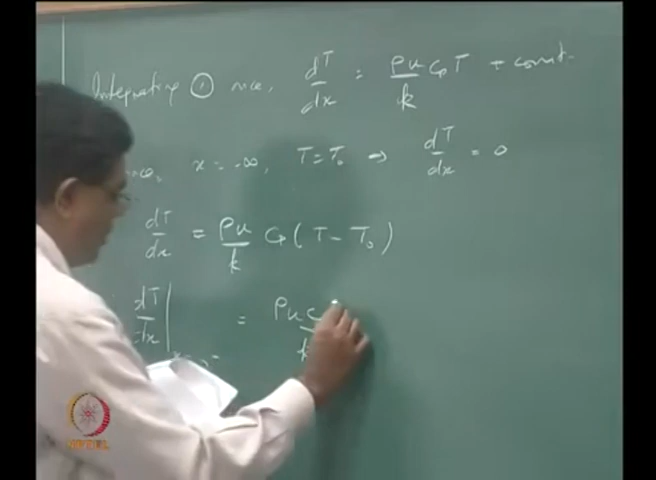 Integrating ① once, dT/dx = ρu/k Cp T + const.
x = -∞, T = T₀ → dT/dx = 0
dT/dx = ρu/k Cp (T - T₀)
dT/dx | = ρu c
NPTEL